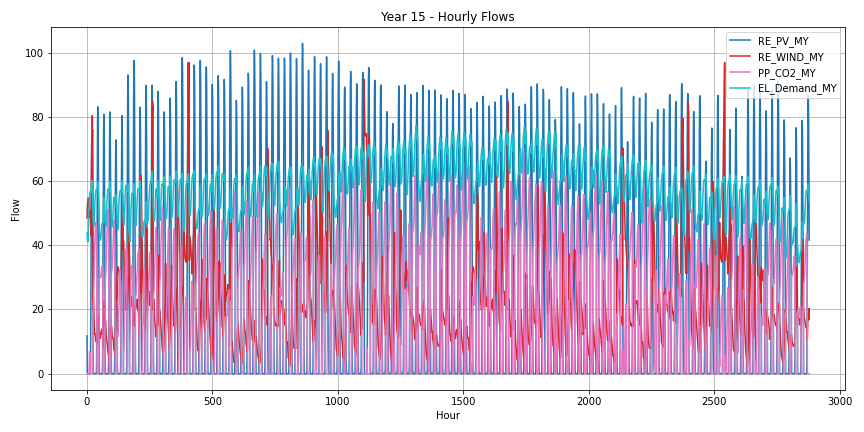 Year 15 - Hourly Flows
RE_PV_MY
RE_WIND_MY
PP_CO2_MY
EL_Demand_MY
Flow
100
80
60
40
20
0
0
500
1000
1500
2000
2500
3000
Hour